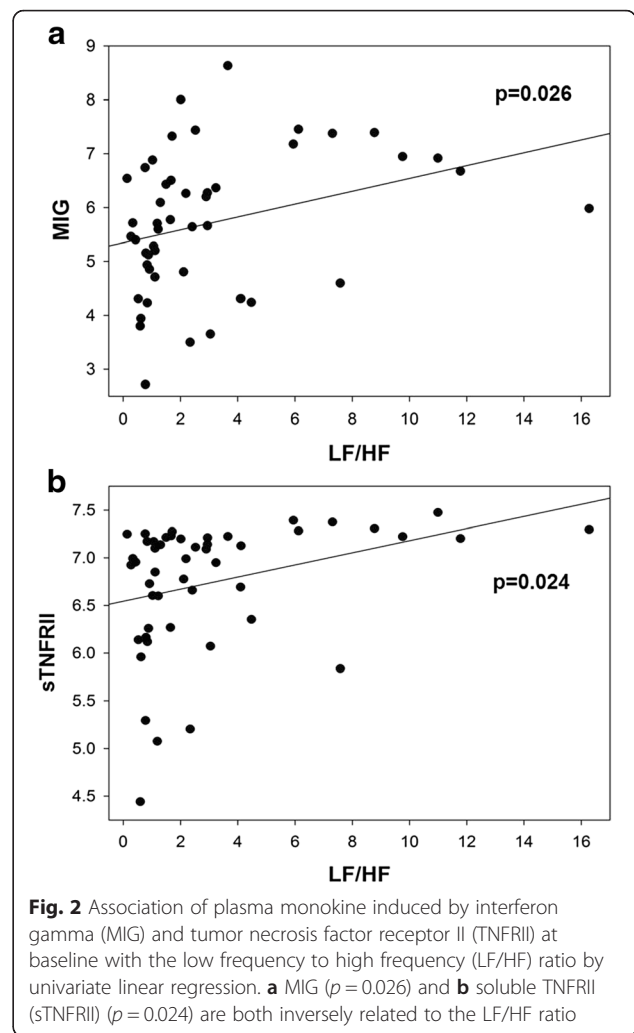 a
9
8
7
6
5
4
3
MIG
p=0.026
0 2 4 6 8 10 12 14 16
LF/HF
b
7.5
7.0
6.5
6.0
5.5
5.0
4.5
sTNFRII
p=0.024
0 2 4 6 8 10 12 14 16
LF/HF
Fig. 2 Association of plasma monokine induced by interferon
gamma (MIG) and tumor necrosis factor receptor II (TNFRII) at
baseline with the low frequency to high frequency (LF/HF) ratio by
univariate linear regression. a MIG (p = 0.026) and b soluble TNFRII
(sTNFRII) (p = 0.024) are both inversely related to the LF/HF ratio